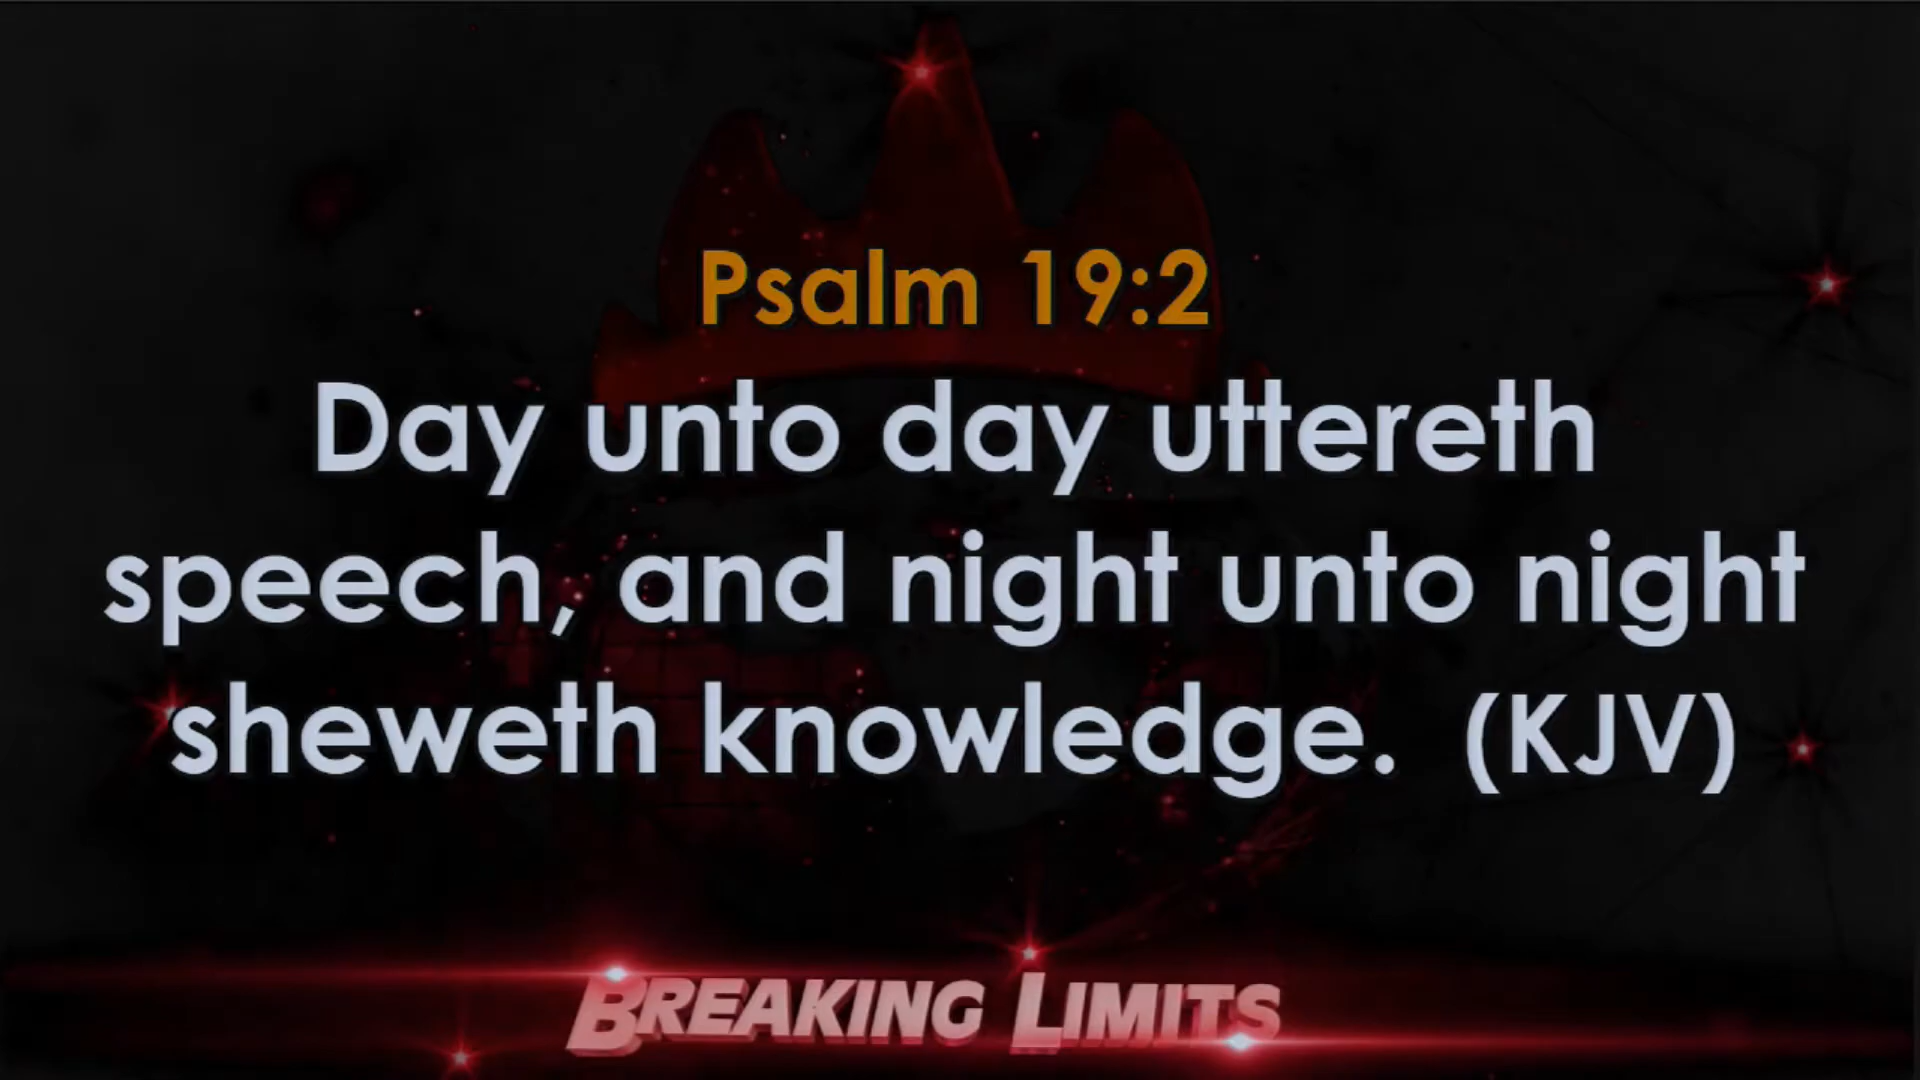 Psalm 19:2
Day unto day uttereth
speech, and night unto night
sheweth knowledge.  (KJV)
BREAKING LIMITS